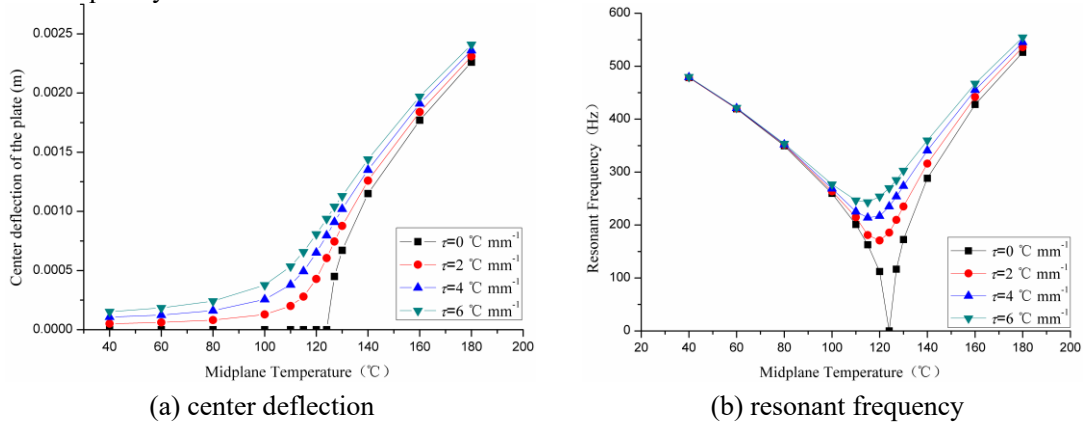 0.0025
0.0020
0.0015
0.0010
0.0005
0.0000
Center deflection of the plate (m)
τ=0 ℃ mm⁻¹
τ=2 ℃ mm⁻¹
τ=4 ℃ mm⁻¹
τ=6 ℃ mm⁻¹
40 60 80 100 120 140 160 180 200
Midplane Temperature(℃)
(a) center deflection
600
500
400
300
200
100
0
Resonant Frequency (Hz)
τ=0 ℃ mm⁻¹
τ=2 ℃ mm⁻¹
τ=4 ℃ mm⁻¹
τ=6 ℃ mm⁻¹
20 40 60 80 100 120 140 160 180 200
Midplane Temperature(℃)
(b) resonant frequency